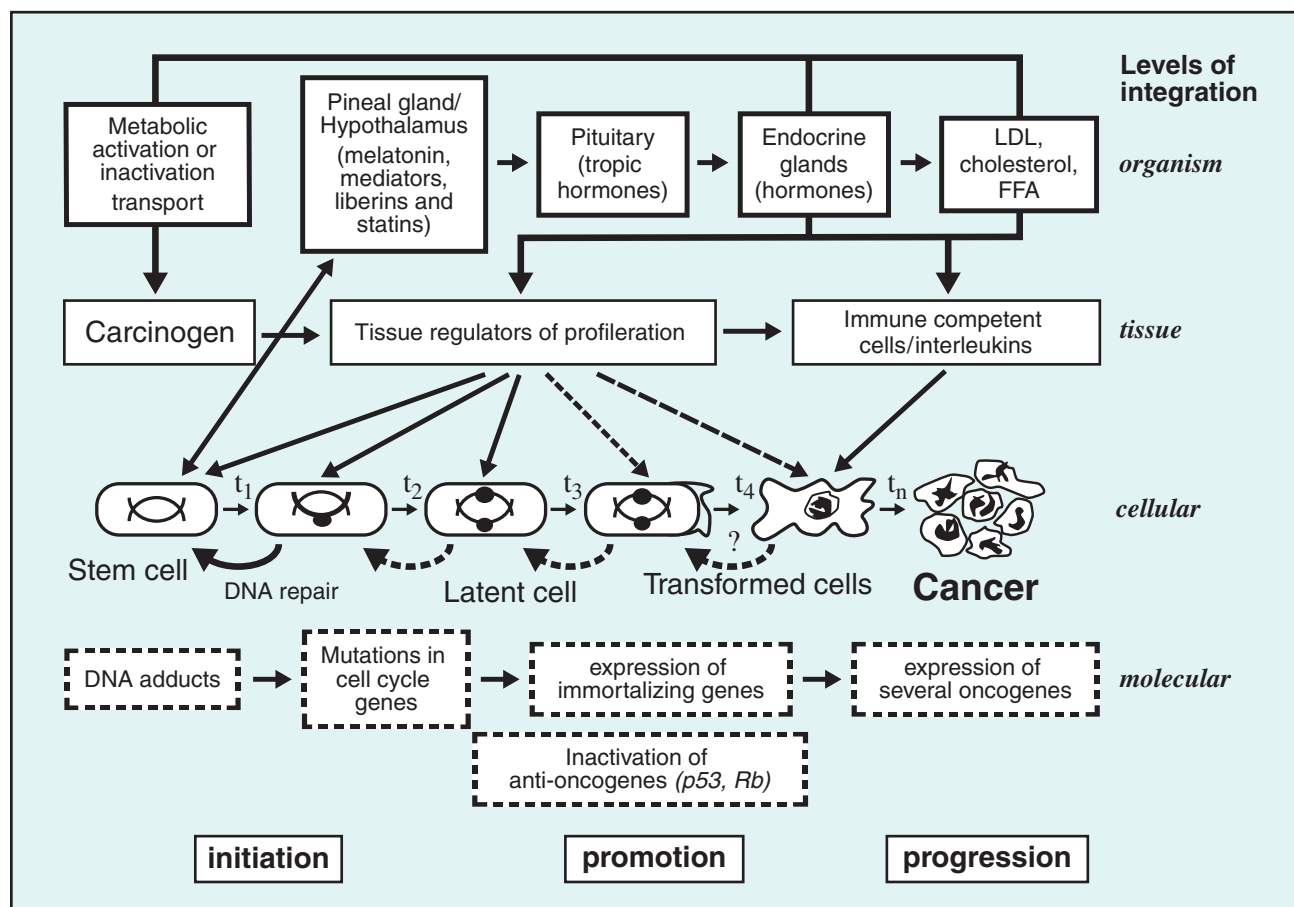 Levels of
integration
Metabolic
activation or
inactivation
transport
Pineal gland/
Hypothalamus
(melatonin,
mediators,
liberins and
statins)
Pituitary
(tropic
hormones)
Endocrine
glands
(hormones)
LDL,
cholesterol,
FFA
organism
Carcinogen
Tissue regulators of profileration
Immune competent
cells/interleukins
tissue
t1
t2
t3
t4
tn
?
cellular
Stem cell
DNA repair
Latent cell
Transformed cells
Cancer
DNA adducts
Mutations in
cell cycle
genes
expression of
immortalizing genes
expression of
several oncogenes
molecular
Inactivation of
anti-oncogenes (p53, Rb)
initiation
promotion
progression